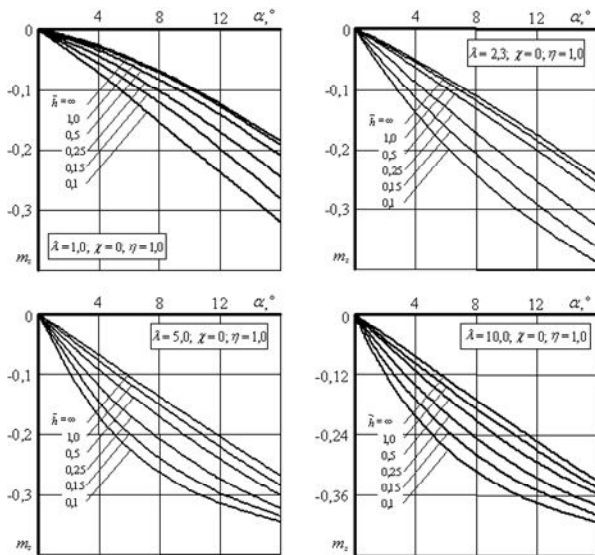 0 4 8 12 α,°
-0,1
-0,2
-0,3
m_z
h̄=∞
1,0
0,5
0,25
0,15
0,1
λ=1,0; χ=0; η=1,0
0 4 8 12 α,°
λ=2,3; χ=0; η=1,0
-0,1
-0,2
-0,3
m_z
h̄=∞
1,0
0,5
0,25
0,15
0,1
0 4 8 12 α,°
λ=5,0; χ=0; η=1,0
-0,1
-0,2
-0,3
m_z
h̄=∞
1,0
0,5
0,25
0,15
0,1
0 4 8 12 α,°
λ=10,0; χ=0; η=1,0
-0,12
-0,24
-0,36
m_z
h̄=∞
1,0
0,5
0,25
0,15
0,1